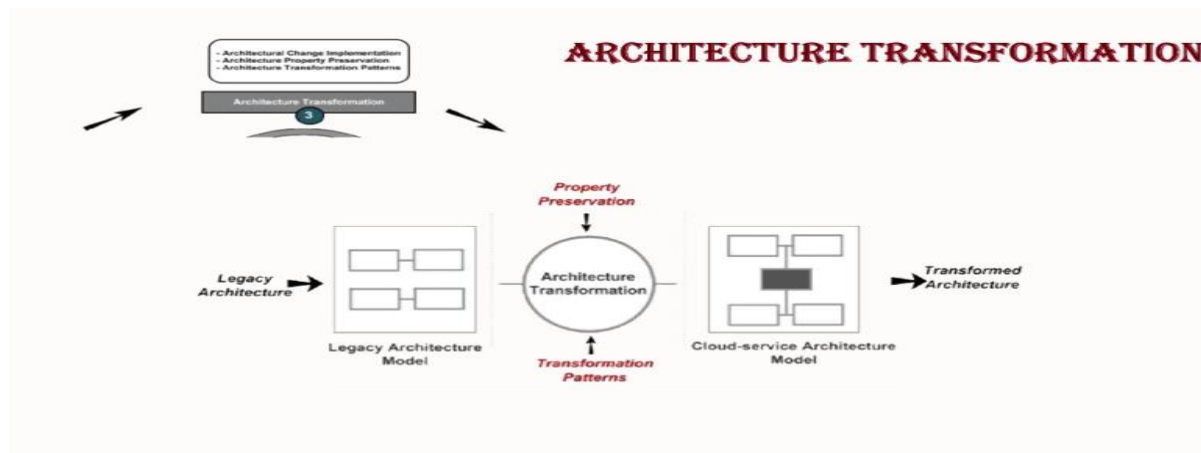 ARCHITECTURE TRANSFORMATION
- Architectural Change Implementation
- Architecture Property Preservation
- Architecture Transformation Patterns
Architecture Transformation
3
Property
Preservation
Legacy
Architecture
Architecture
Transformation
Transformed
Architecture
Legacy Architecture
Model
Cloud-service Architecture
Model
Transformation
Patterns